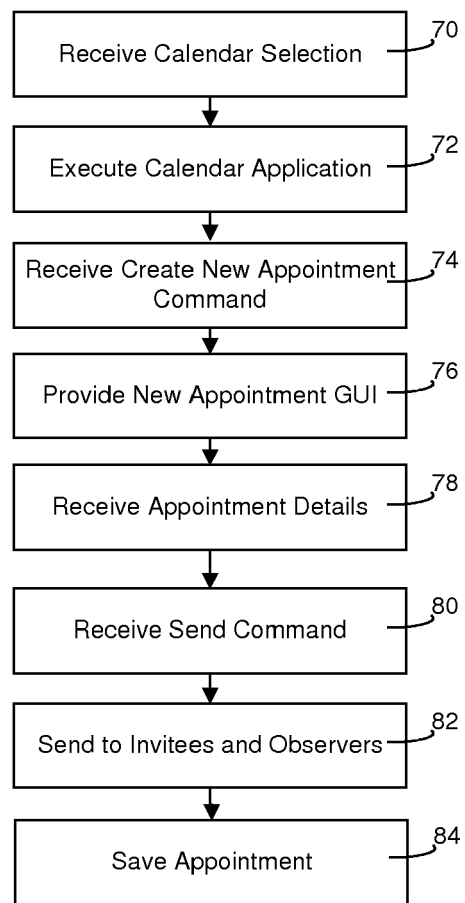 70
Receive Calendar Selection
72
Execute Calendar Application
74
Receive Create New Appointment
Command
76
Provide New Appointment GUI
78
Receive Appointment Details
80
Receive Send Command
82
Send to Invitees and Observers
84
Save Appointment